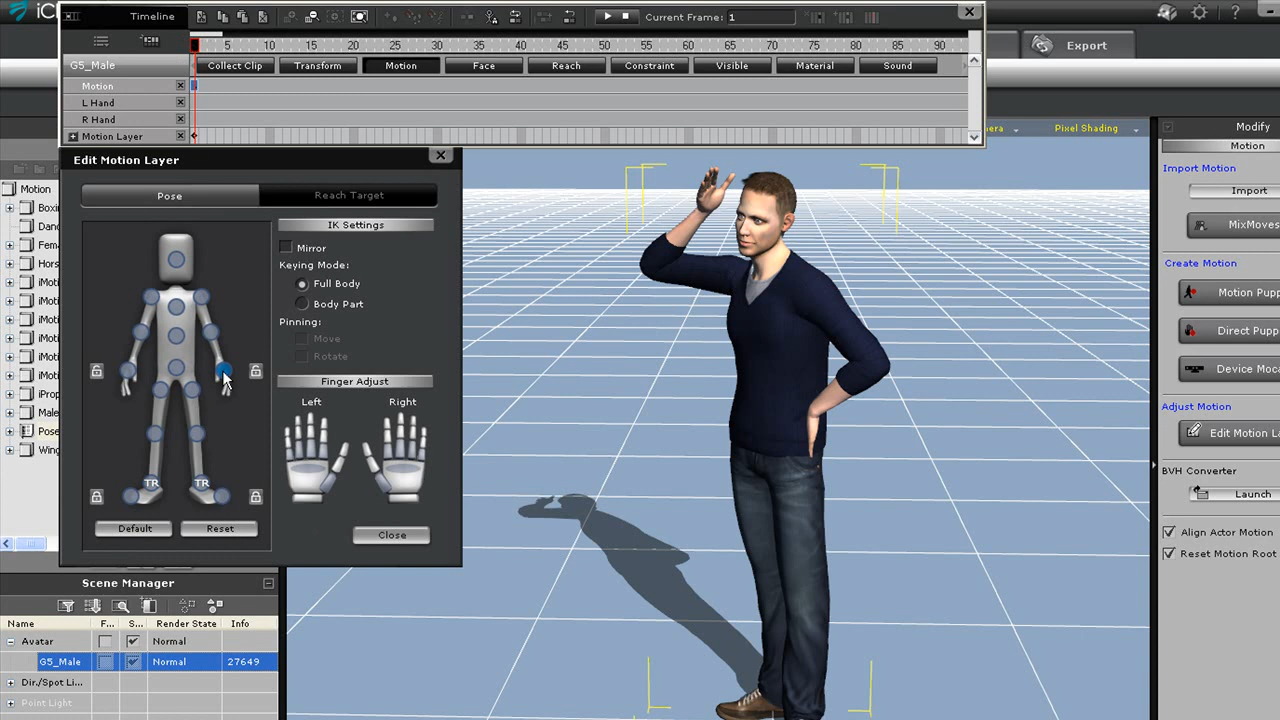 iC
Timeline
Current Frame: 1
5 10 15 20 25 30 35 40 45 50 55 60 65 70 75 80 85 90
G5_Male Collect Clip Transform Motion Face Reach Constraint Visible Material Sound
Motion
L Hand
R Hand
Motion Layer
Export
era Pixel Shading
Edit Motion Layer
Pose Reach Target
IK Settings
Mirror
Keying Mode:
Full Body
Body Part
Pinning:
Move
Rotate
Finger Adjust
Left Right
TR TR
Default Reset Close
Motion
Boxi
Danc
Fem
Hors
iMoti
iMoti
iMoti
iMoti
iMoti
iProp
Male
Pose
Wing
Modify
Motion
Import Motion
Import
MixMoves
Create Motion
Motion Pupp
Direct Pupp
Device Moca
Adjust Motion
Edit Motion La
BVH Converter
Launch
Align Actor Motion
Reset Motion Root
Scene Manager
Name F... S... Render State Info
Avatar Normal
G5_Male Normal 27649
Dir./Spot Li...
Point Light